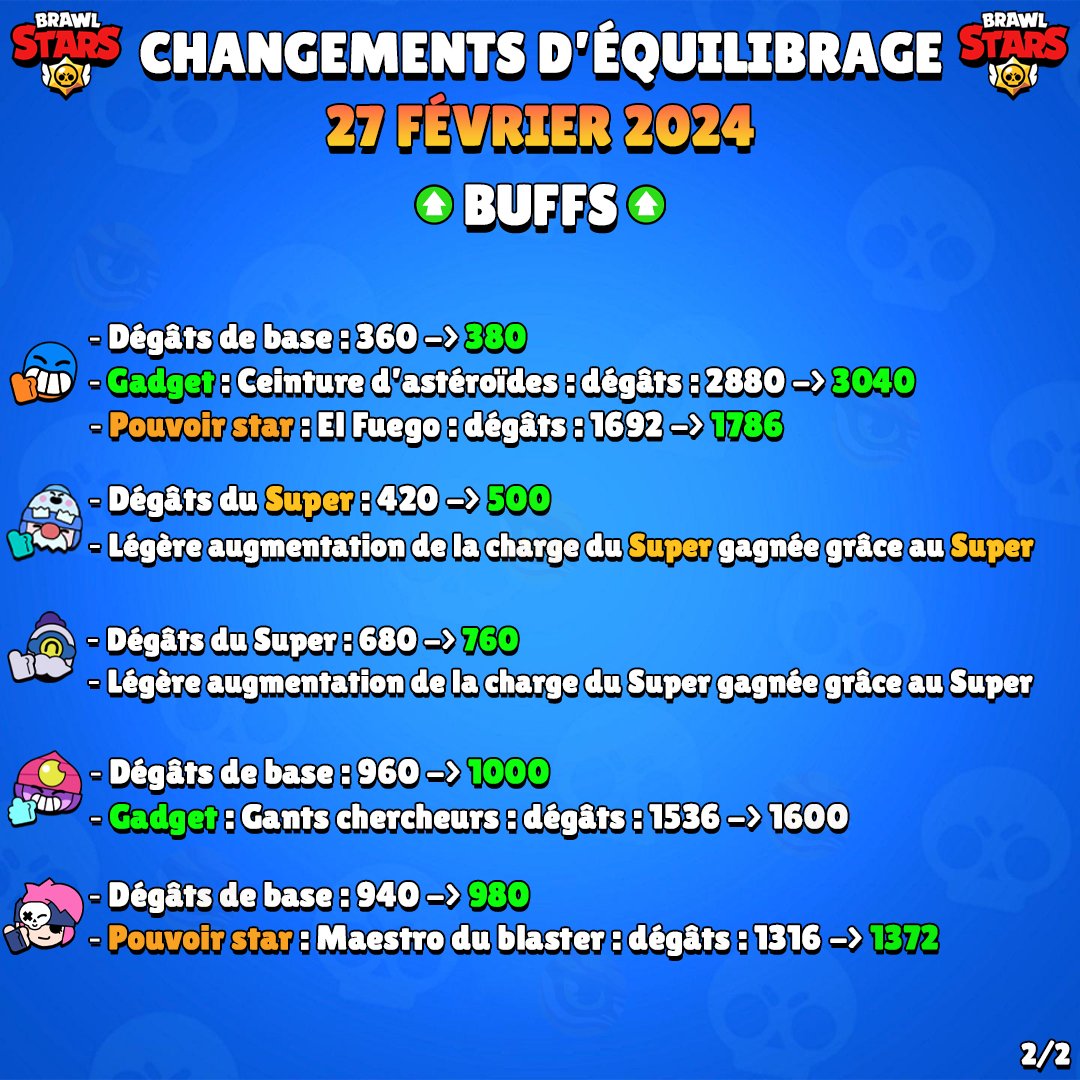 BRAWL STARS
BRAWL STARS
CHANGEMENTS D'ÉQUILIBRAGE
27 FÉVRIER 2024
BUFFS
- Dégâts de base : 360 –> 380
- Gadget : Ceinture d'astéroïdes : dégâts : 2880 –> 3040
- Pouvoir star : El Fuego : dégâts : 1692 –> 1786
- Dégâts du Super : 420 –> 500
- Légère augmentation de la charge du Super gagnée grâce au Super
- Dégâts du Super : 680 –> 760
- Légère augmentation de la charge du Super gagnée grâce au Super
- Dégâts de base : 960 –> 1000
- Gadget : Gants chercheurs : dégâts : 1536 –> 1600
- Dégâts de base : 940 –> 980
- Pouvoir star : Maestro du blaster : dégâts : 1316 –> 1372
2/2